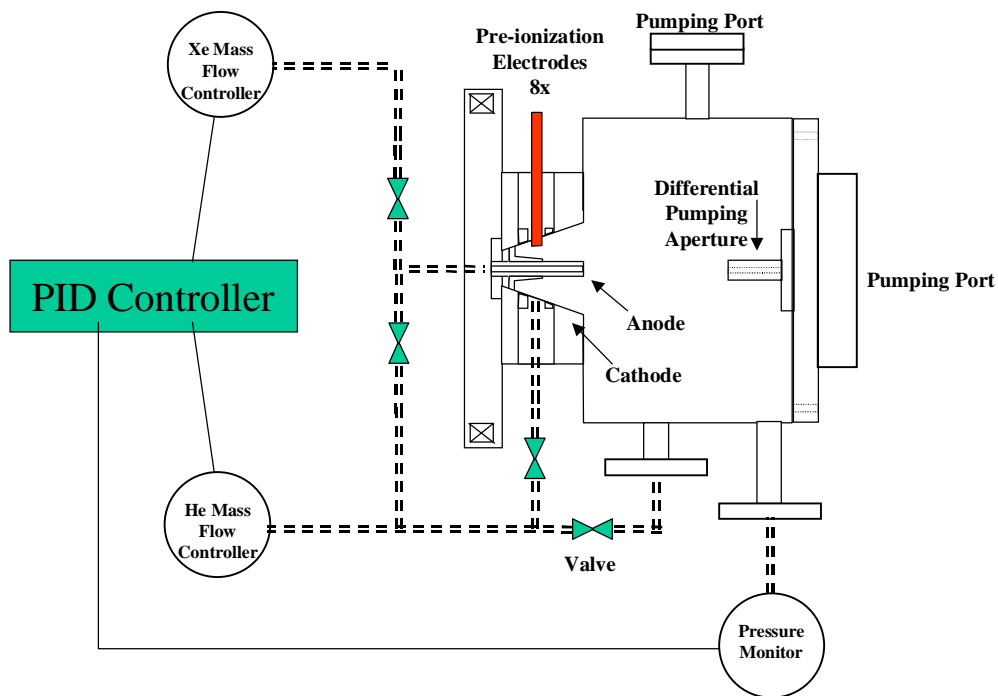 Pumping Port
Pre-ionization
Electrodes
8x
Xe Mass
Flow
Controller
Differential
Pumping
Aperture
Pumping Port
PID Controller
Anode
Cathode
He Mass
Flow
Controller
Valve
Pressure
Monitor